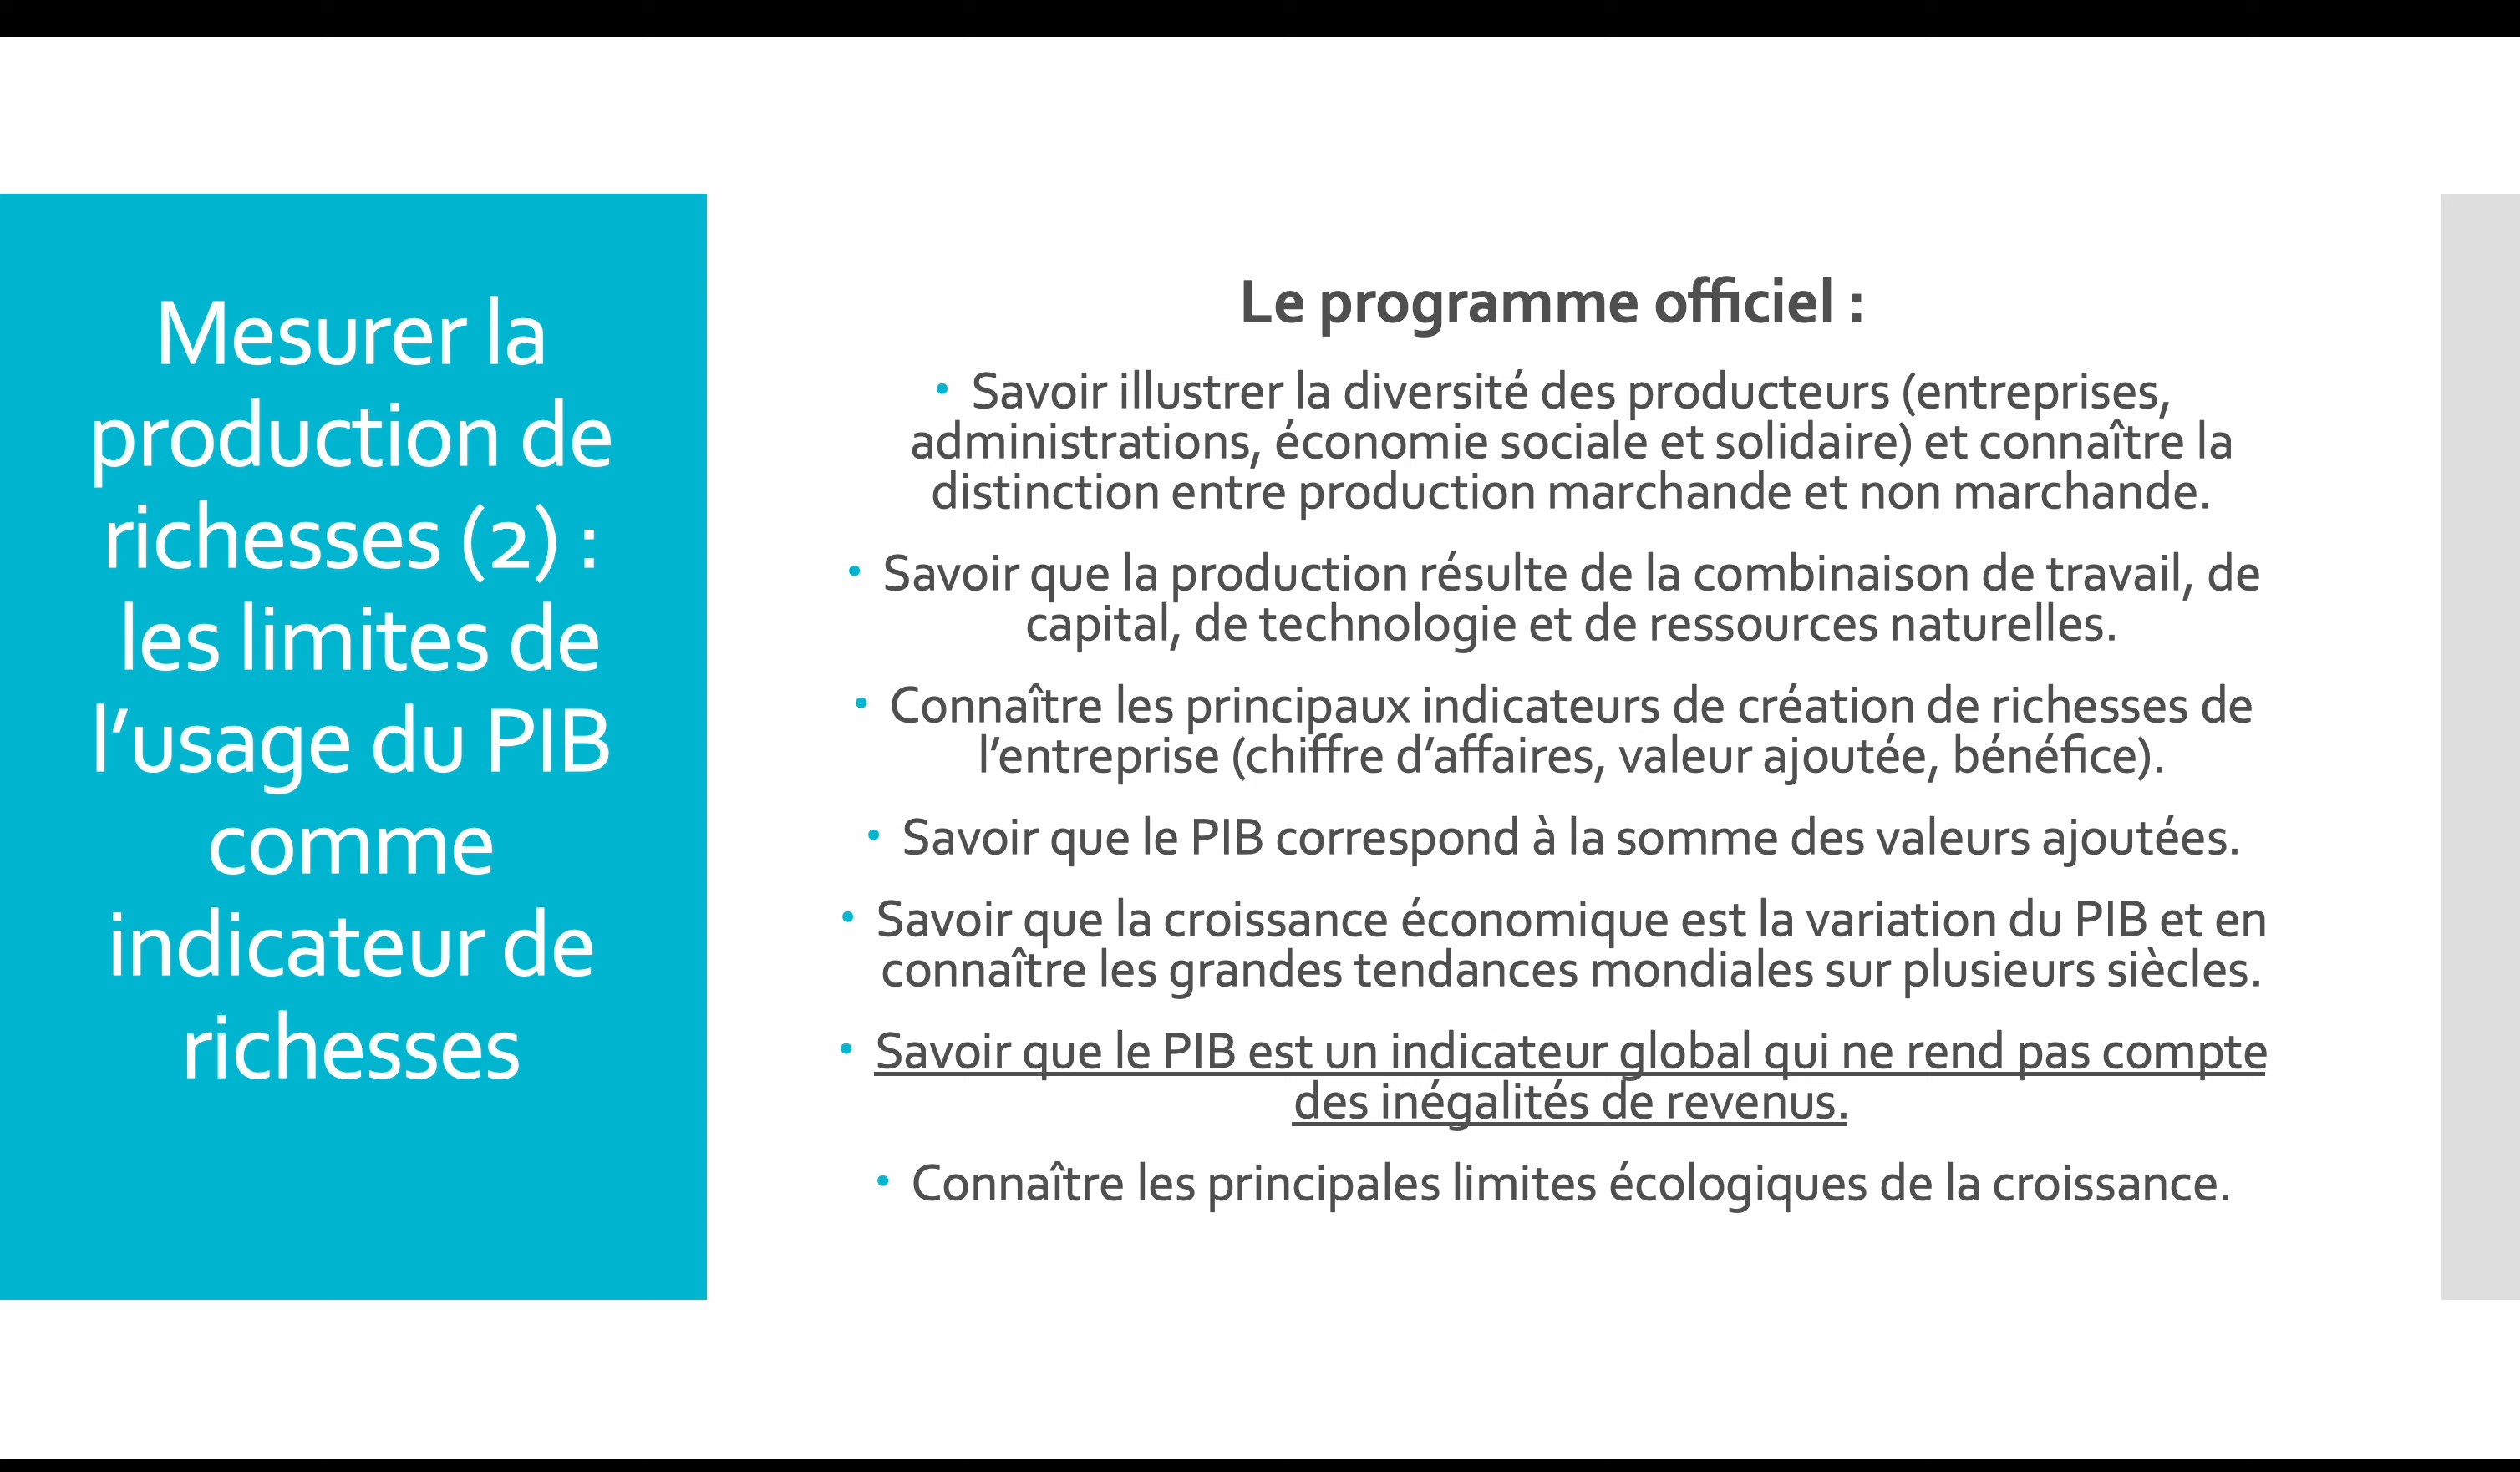 Mesurer la
production de
richesses (2) :
les limites de
l’usage du PIB
comme
indicateur de
richesses
Le programme officiel :
• Savoir illustrer la diversité des producteurs (entreprises,
administrations, économie sociale et solidaire) et connaître la
distinction entre production marchande et non marchande.
• Savoir que la production résulte de la combinaison de travail, de
capital, de technologie et de ressources naturelles.
• Connaître les principaux indicateurs de création de richesses de
l’entreprise (chiffre d’affaires, valeur ajoutée, bénéfice).
• Savoir que le PIB correspond à la somme des valeurs ajoutées.
• Savoir que la croissance économique est la variation du PIB et en
connaître les grandes tendances mondiales sur plusieurs siècles.
• Savoir que le PIB est un indicateur global qui ne rend pas compte
des inégalités de revenus.
• Connaître les principales limites écologiques de la croissance.